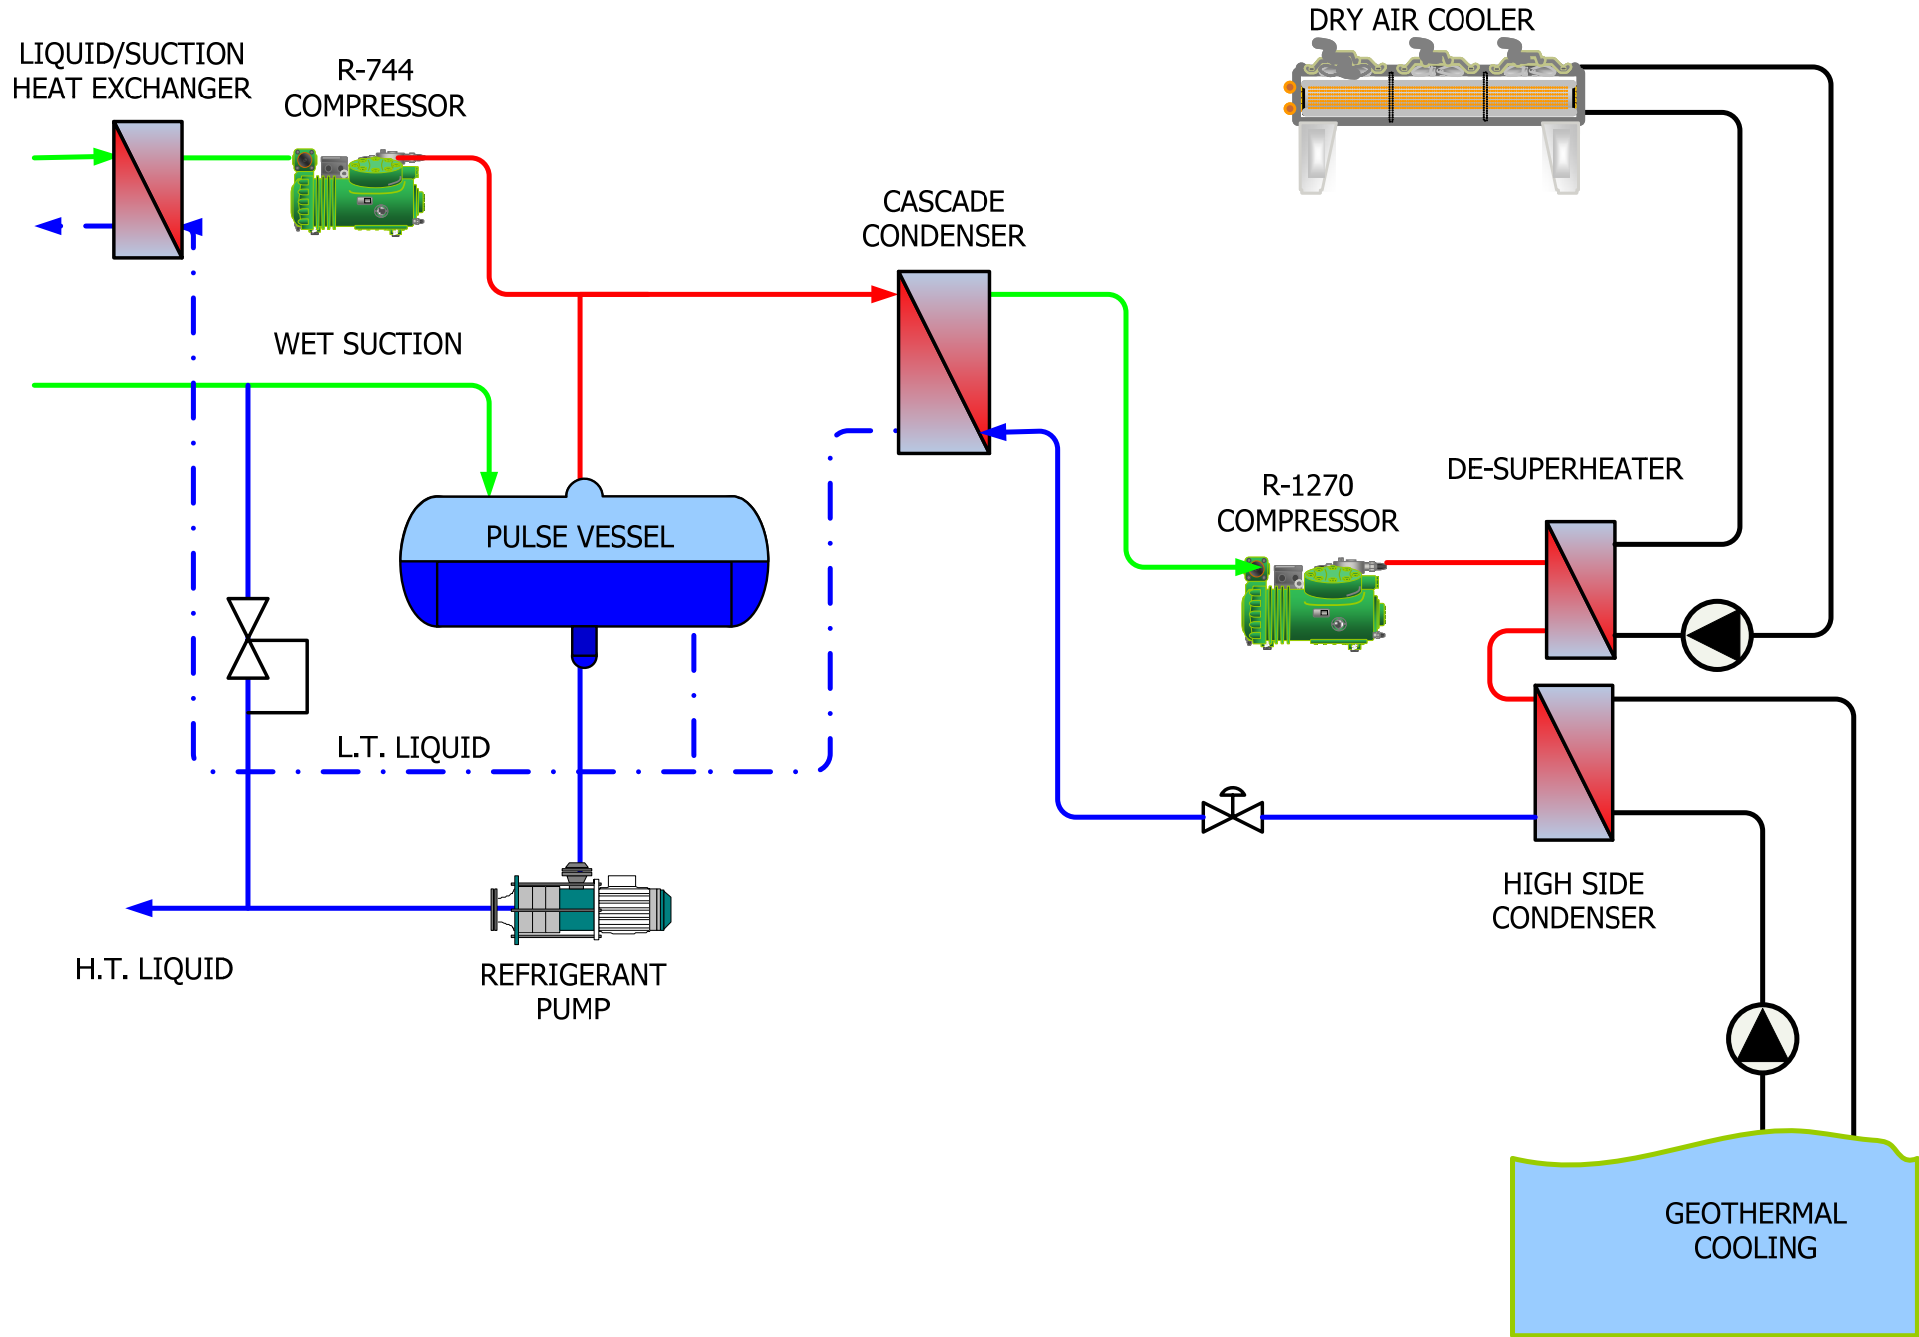 DRY AIR COOLER
LIQUID/SUCTION
HEAT EXCHANGER
R-744
COMPRESSOR
CASCADE
CONDENSER
WET SUCTION
DE-SUPERHEATER
R-1270
COMPRESSOR
PULSE VESSEL
L.T. LIQUID
HIGH SIDE
CONDENSER
H.T. LIQUID
REFRIGERANT
PUMP
GEOTHERMAL
COOLING